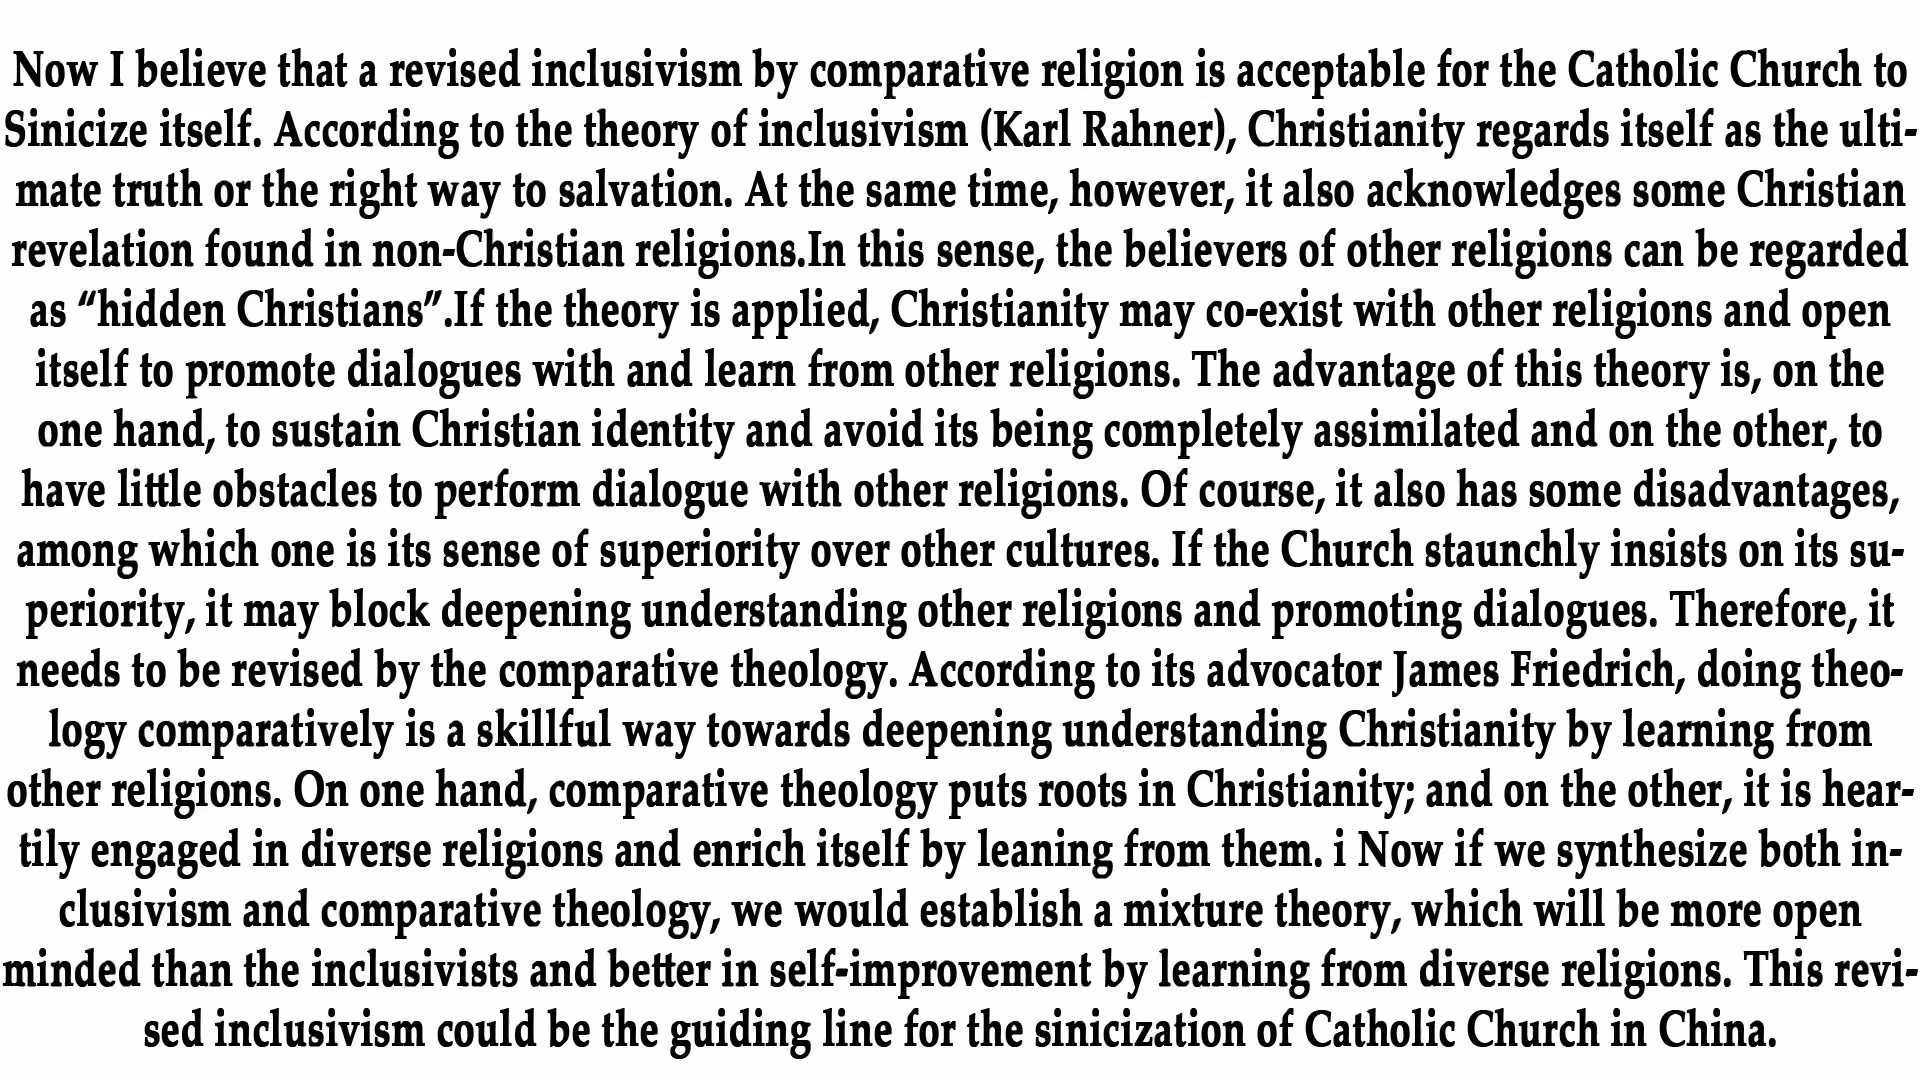 Now I believe that a revised inclusivism by comparative religion is acceptable for the Catholic Church to
Sinicize itself. According to the theory of inclusivism (Karl Rahner), Christianity regards itself as the ulti-
mate truth or the right way to salvation. At the same time, however, it also acknowledges some Christian
revelation found in non-Christian religions.In this sense, the believers of other religions can be regarded
as “hidden Christians”.If the theory is applied, Christianity may co-exist with other religions and open
itself to promote dialogues with and learn from other religions. The advantage of this theory is, on the
one hand, to sustain Christian identity and avoid its being completely assimilated and on the other, to
have little obstacles to perform dialogue with other religions. Of course, it also has some disadvantages,
among which one is its sense of superiority over other cultures. If the Church staunchly insists on its su-
periority, it may block deepening understanding other religions and promoting dialogues. Therefore, it
needs to be revised by the comparative theology. According to its advocator James Friedrich, doing theo-
logy comparatively is a skillful way towards deepening understanding Christianity by learning from
other religions. On one hand, comparative theology puts roots in Christianity; and on the other, it is hear-
tily engaged in diverse religions and enrich itself by leaning from them. i Now if we synthesize both in-
clusivism and comparative theology, we would establish a mixture theory, which will be more open
minded than the inclusivists and better in self-improvement by learning from diverse religions. This revi-
sed inclusivism could be the guiding line for the sinicization of Catholic Church in China.